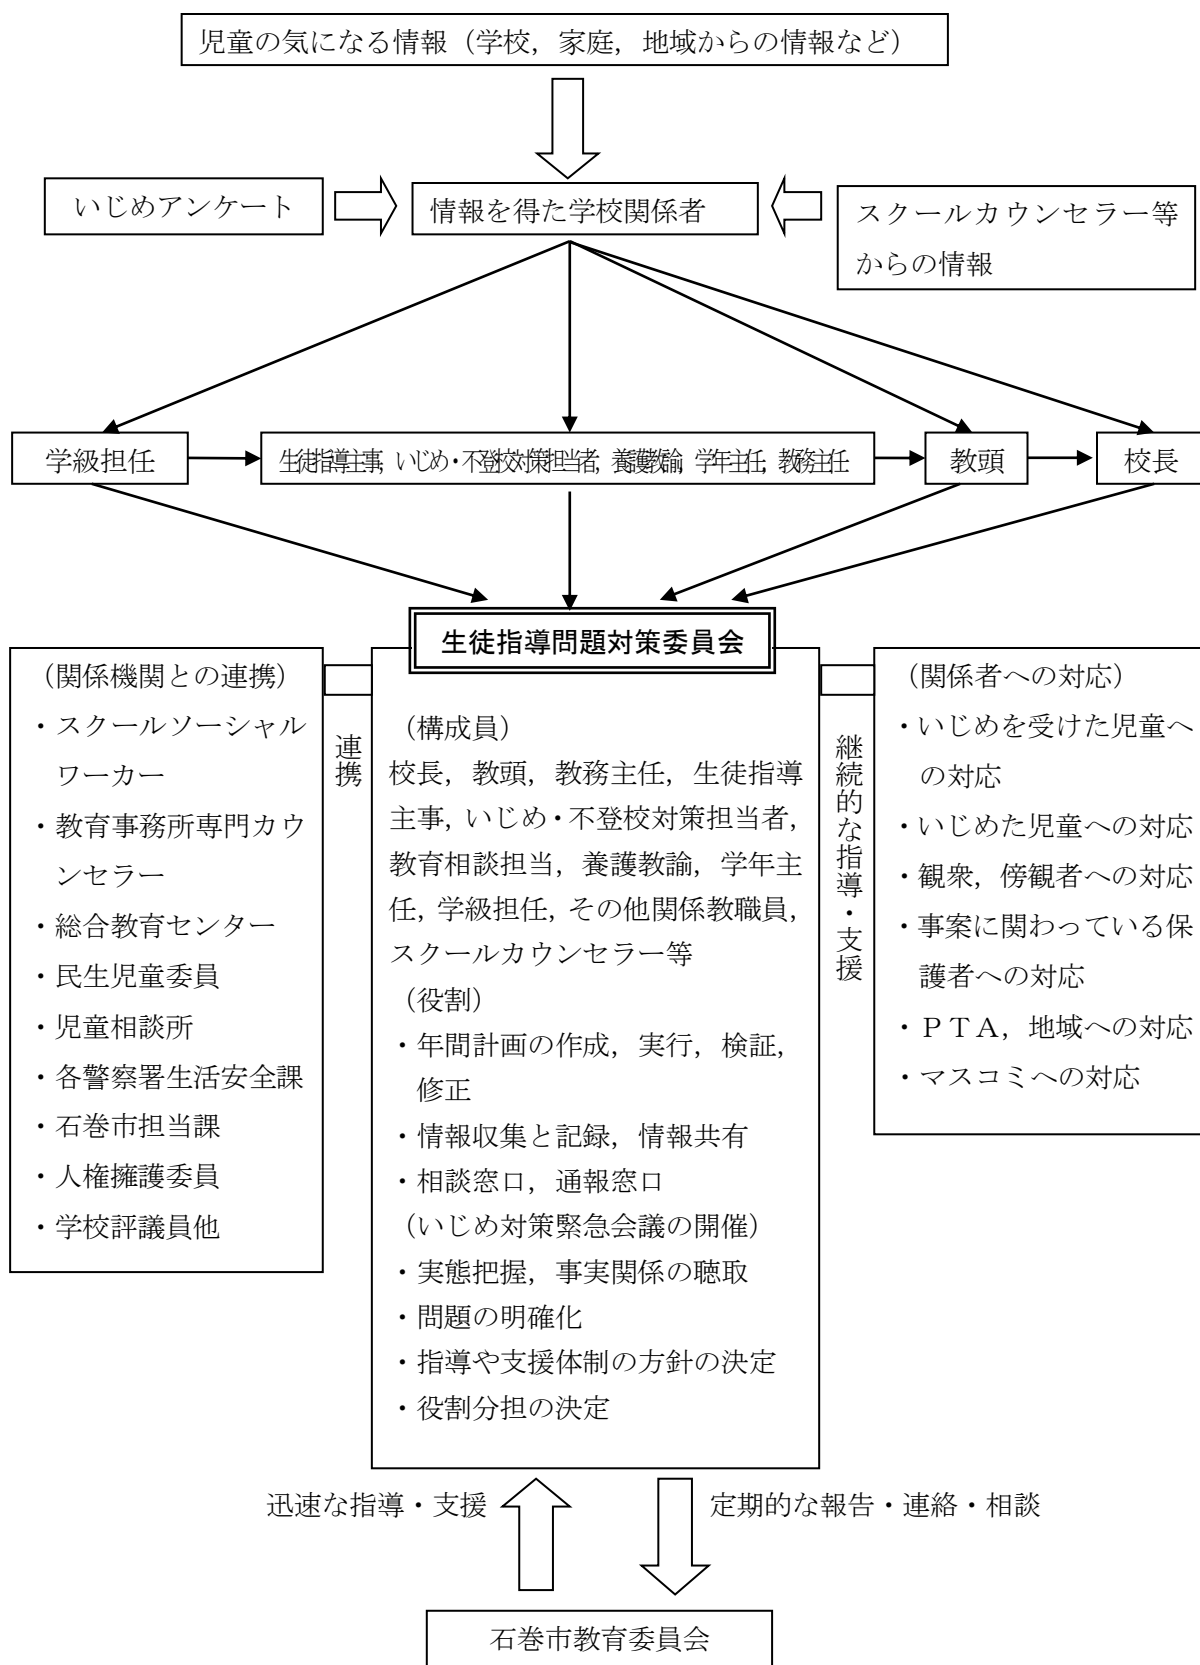 児童の気になる情報（学校，家庭，地域からの情報など）
いじめアンケート
情報を得た学校関係者
スクールカウンセラー等
からの情報
学級担任
生徒指導主事，いじめ・不登校対策担当者，養護教諭，学年主任，教務主任
教頭
校長
生徒指導問題対策委員会
（関係機関との連携）
・スクールソーシャル
ワーカー
・教育事務所専門カウ
ンセラー
・総合教育センター
・民生児童委員
・児童相談所
・各警察署生活安全課
・石巻市担当課
・人権擁護委員
・学校評議員他
連携
（構成員）
校長，教頭，教務主任，生徒指導
主事，いじめ・不登校対策担当者，
教育相談担当，養護教諭，学年主
任，学級担任，その他関係教職員，
スクールカウンセラー等
（役割）
・年間計画の作成，実行，検証，
修正
・情報収集と記録，情報共有
・相談窓口，通報窓口
（いじめ対策緊急会議の開催）
・実態把握，事実関係の聴取
・問題の明確化
・指導や支援体制の方針の決定
・役割分担の決定
継続的な指導・支援
（関係者への対応）
・いじめを受けた児童へ
の対応
・いじめた児童への対応
・観衆，傍観者への対応
・事案に関わっている保
護者への対応
・ＰＴＡ，地域への対応
・マスコミへの対応
迅速な指導・支援
定期的な報告・連絡・相談
石巻市教育委員会